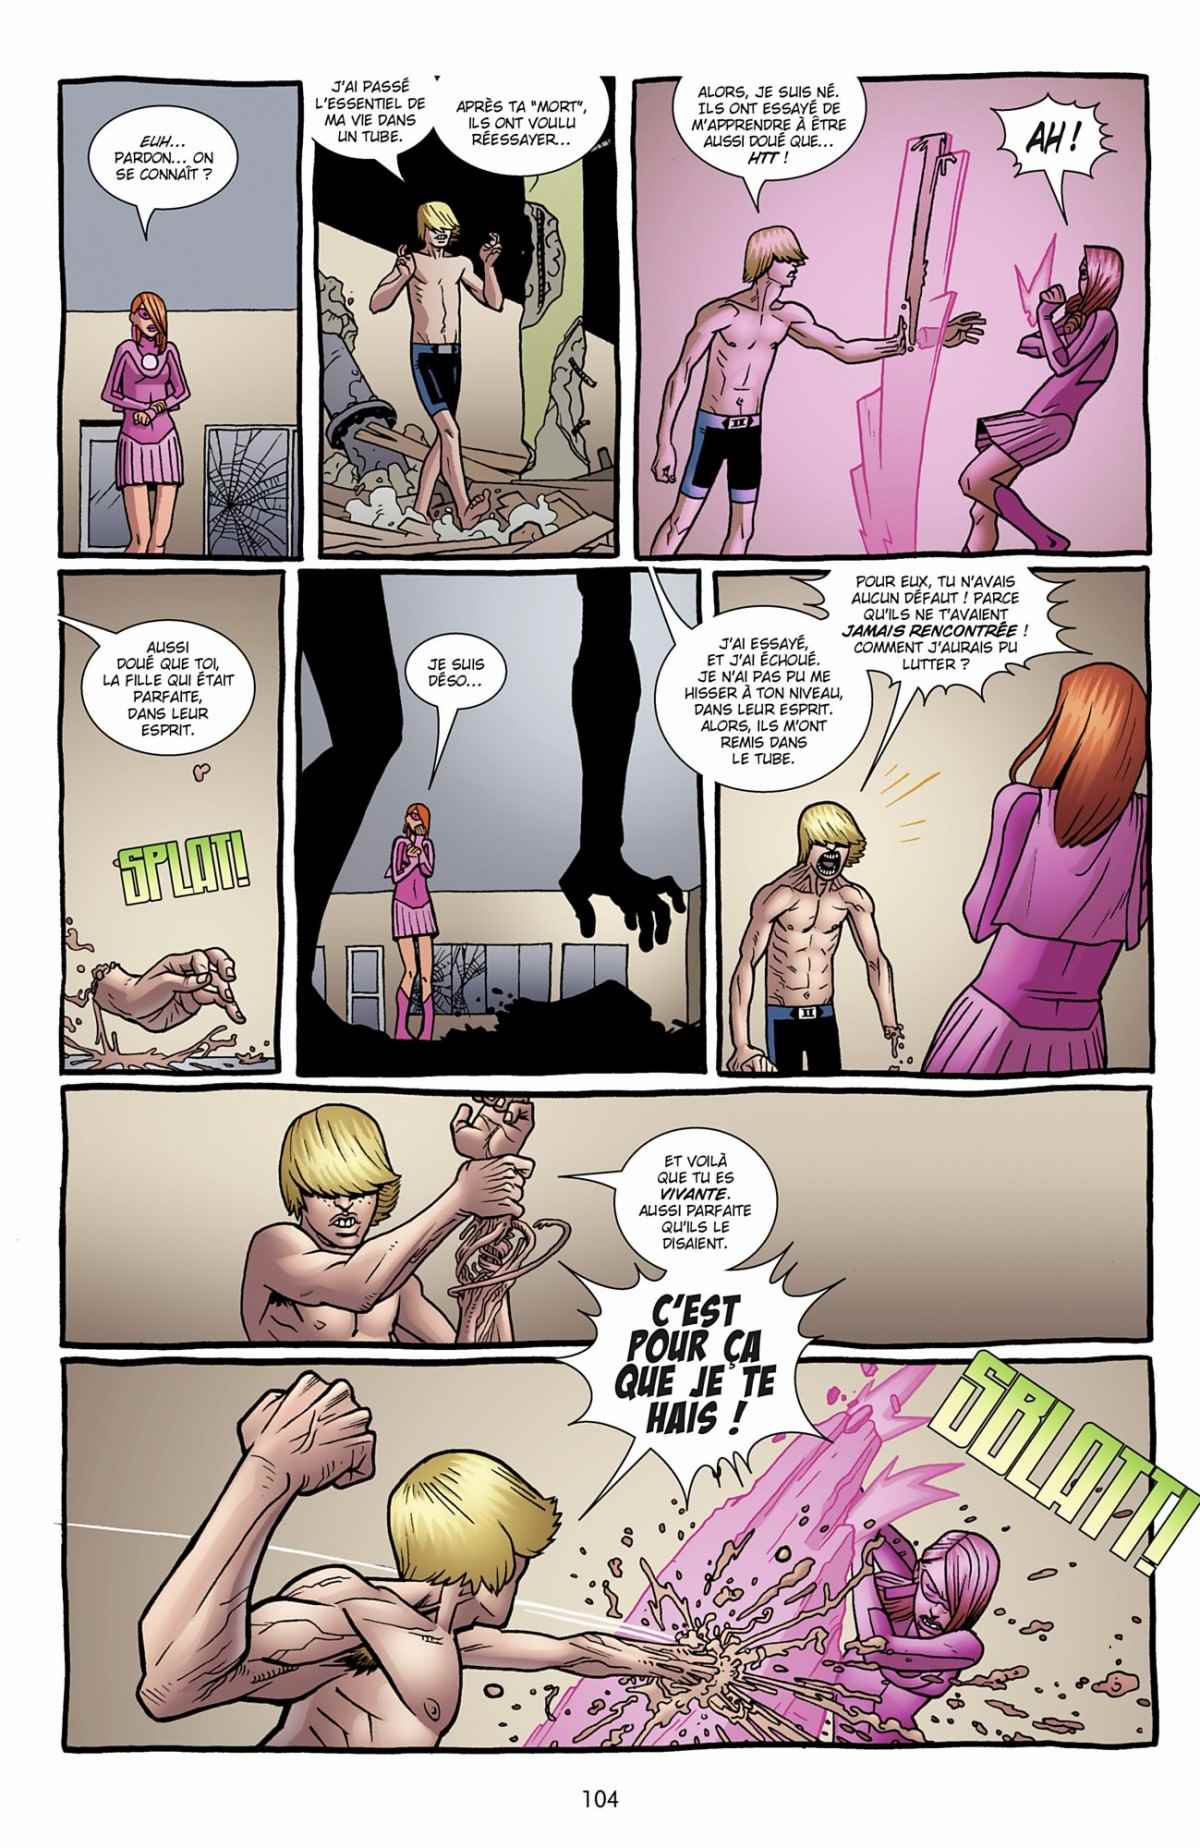 EUH...
PARDON... ON
SE CONNAÎT ?
J'AI PASSÉ
L'ESSENTIEL DE
MA VIE DANS
UN TUBE.
APRÈS TA "MORT",
ILS ONT VOULU
RÉESSAYER...
ALORS, JE SUIS NÉ.
ILS ONT ESSAYÉ DE
M'APPRENDRE À ÊTRE
AUSSI DOUÉ QUE...
HTT !
AH !
AUSSI
DOUÉ QUE TOI,
LA FILLE QUI ÉTAIT
PARFAITE,
DANS LEUR
ESPRIT.
SPLAT!
JE SUIS
DÉSO...
J'AI ESSAYÉ,
ET J'AI ÉCHOUÉ.
JE N'AI PAS PU ME
HISSER À TON NIVEAU,
DANS LEUR ESPRIT.
ALORS, ILS M'ONT
REMIS DANS
LE TUBE.
POUR EUX, TU N'AVAIS
AUCUN DÉFAUT ! PARCE
QU'ILS NE T'AVAIENT
JAMAIS RENCONTRÉE !
COMMENT J'AURAIS PU
LUTTER ?
ET VOILÀ
QUE TU ES
VIVANTE.
AUSSI PARFAITE
QU'ILS LE
DISAIENT.
C'EST
POUR ÇA
QUE JE TE
HAIS !
SBLATT!
104